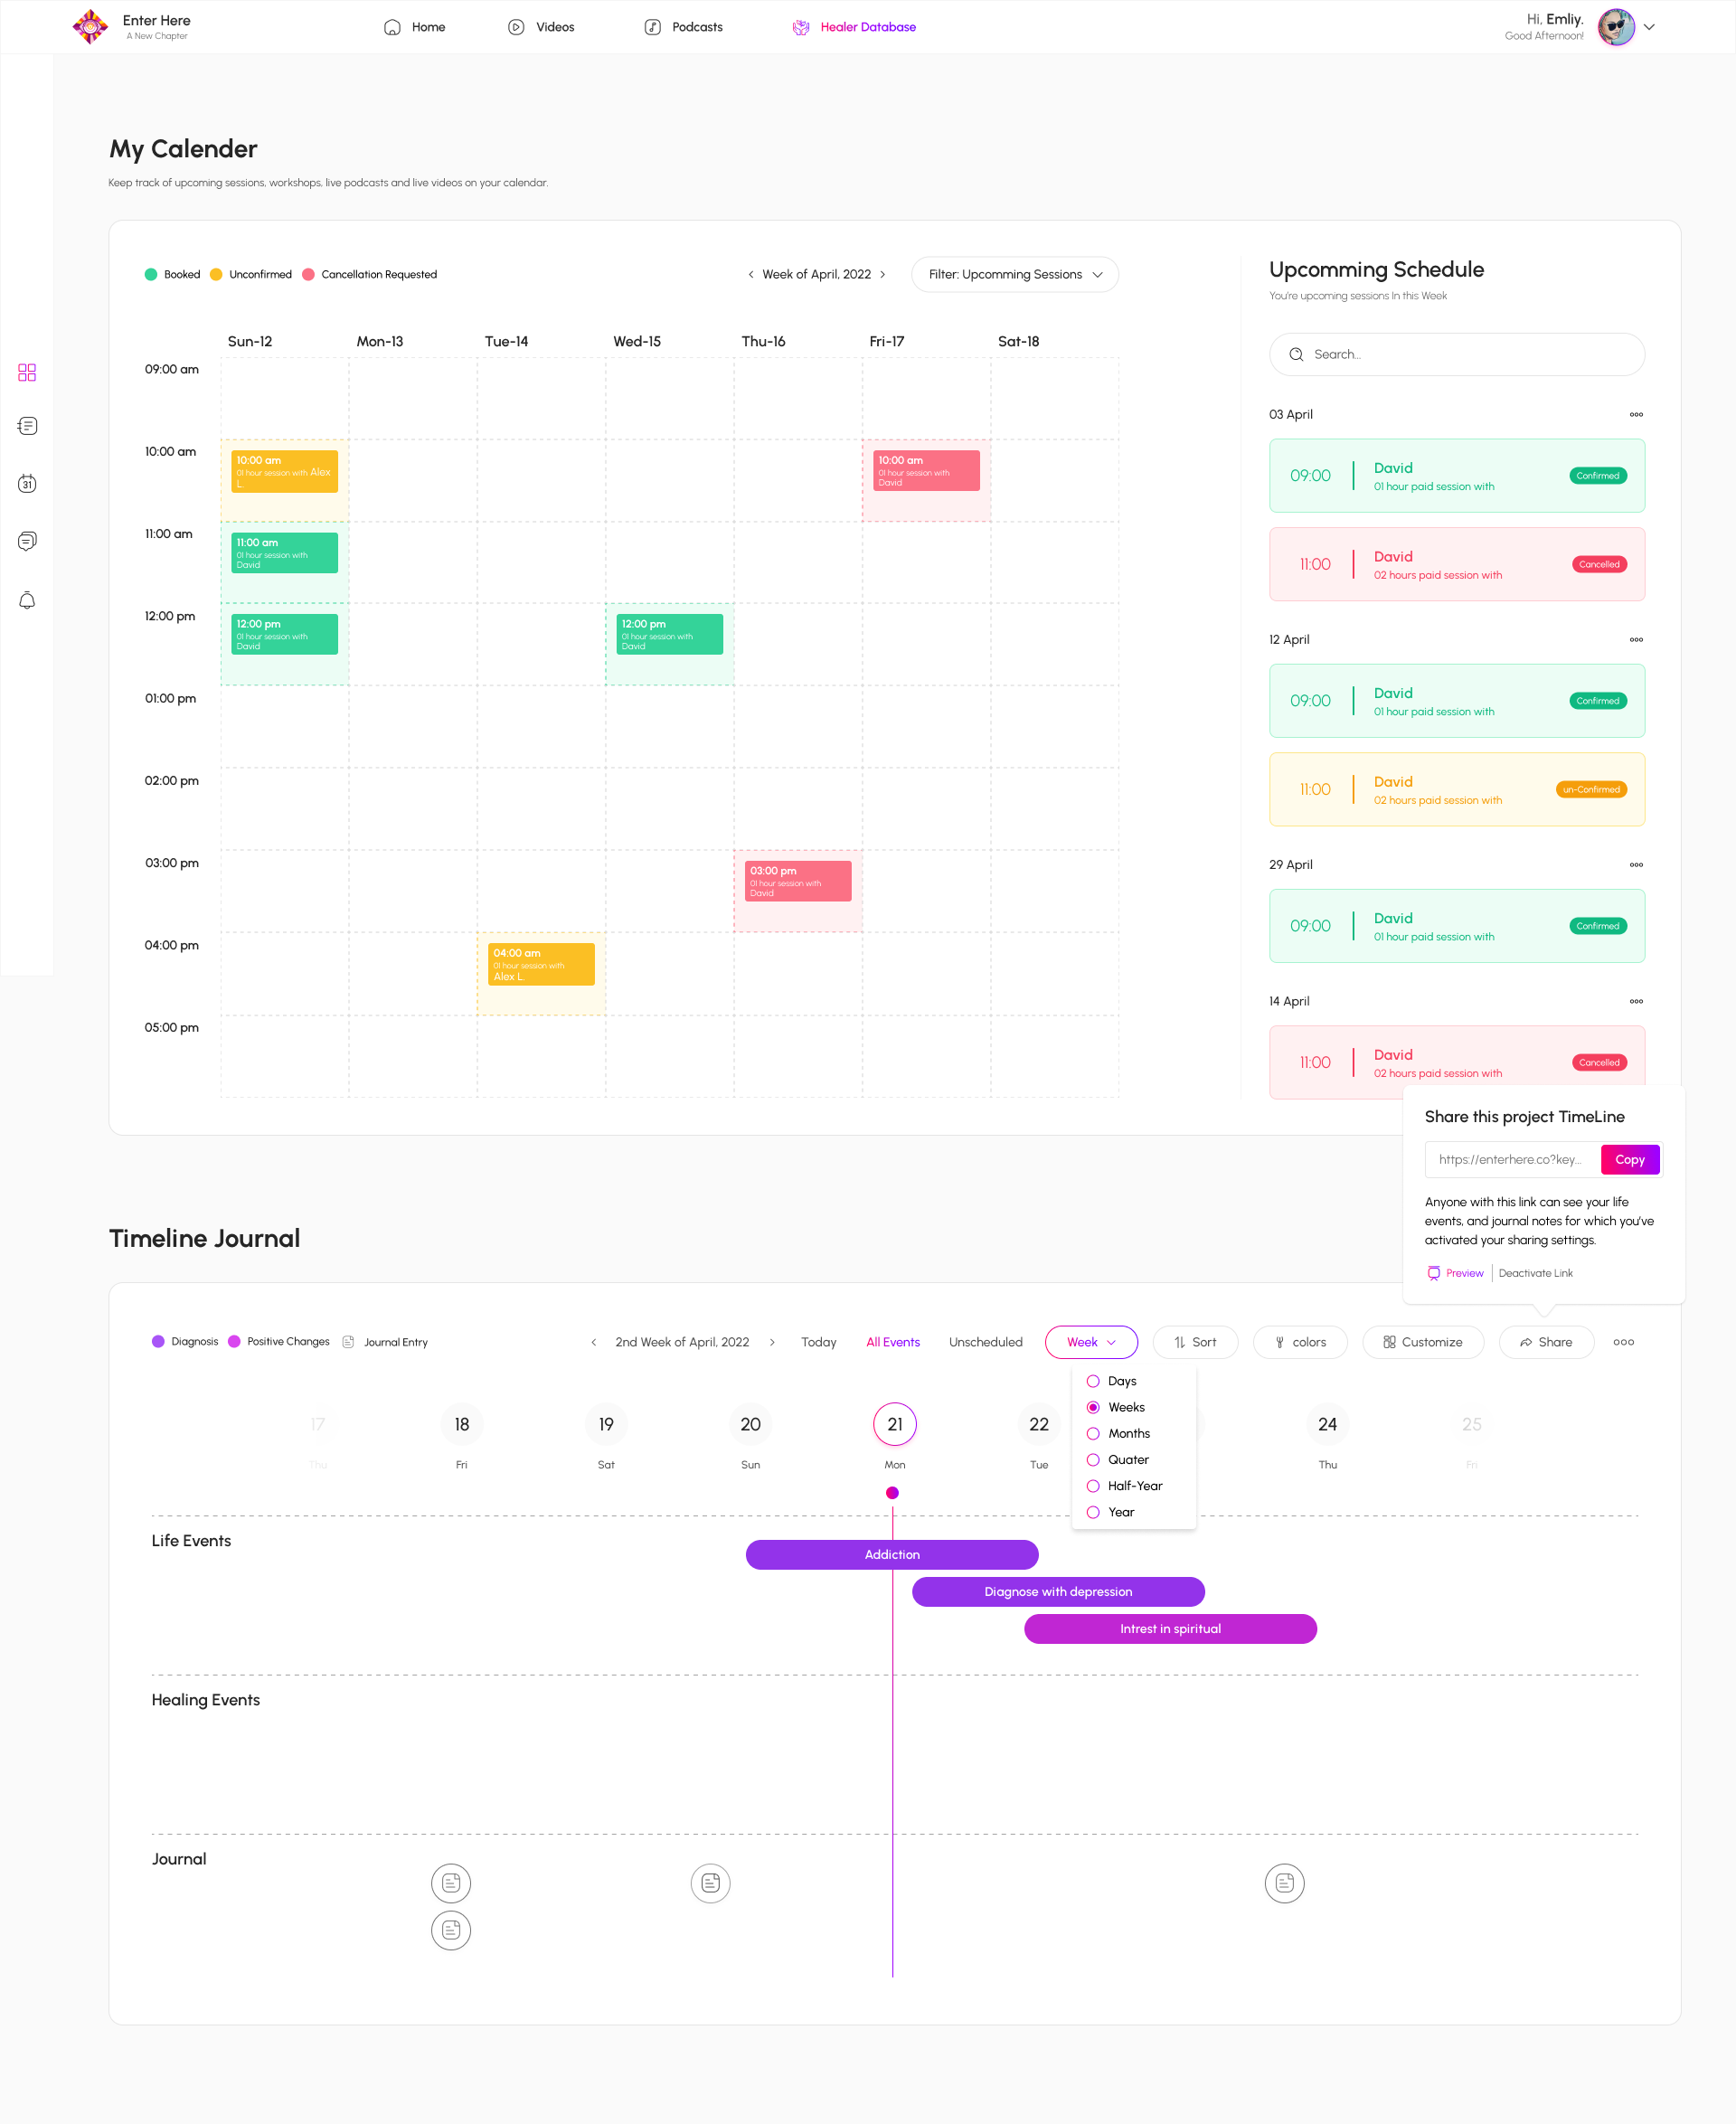 Enter Here
A New Chapter
Home
Videos
Podcasts
Healer Database
Hi, Emliy.
Good Afternoon!
31
My Calender
Keep track of upcoming sessions, workshops, live podcasts and live videos on your calendar.
Booked
Unconfirmed
Cancellation Requested
Week of April, 2022
Filter: Upcomming Sessions
Sun-12
Mon-13
Tue-14
Wed-15
Thu-16
Fri-17
Sat-18
09:00 am
10:00 am
10:00 am
01 hour session with Alex
L.
10:00 am
01 hour session with
David
11:00 am
11:00 am
01 hour session with
David
12:00 pm
12:00 pm
01 hour session with
David
12:00 pm
01 hour session with
David
01:00 pm
02:00 pm
03:00 pm
03:00 pm
01 hour session with
David
04:00 pm
04:00 am
01 hour session with
Alex L.
05:00 pm
Upcomming Schedule
You're upcoming sessions In this Week
Search...
03 April
09:00
David
01 hour paid session with
Confirmed
11:00
David
02 hours paid session with
Cancelled
12 April
09:00
David
01 hour paid session with
Confirmed
11:00
David
02 hours paid session with
un-Confirmed
29 April
09:00
David
01 hour paid session with
Confirmed
14 April
11:00
David
02 hours paid session with
Cancelled
Share this project TimeLine
https://enterhere.co?key...
Copy
Anyone with this link can see your life
events, and journal notes for which you've
activated your sharing settings.
Preview
Deactivate Link
Timeline Journal
Diagnosis
Positive Changes
Journal Entry
2nd Week of April, 2022
Today
All Events
Unscheduled
Week
Sort
colors
Customize
Share
Days
Weeks
Months
Quater
Half-Year
Year
17
Thu
18
Fri
19
Sat
20
Sun
21
Mon
22
Tue
24
Thu
25
Fri
Life Events
Addiction
Diagnose with depression
Intrest in spiritual
Healing Events
Journal